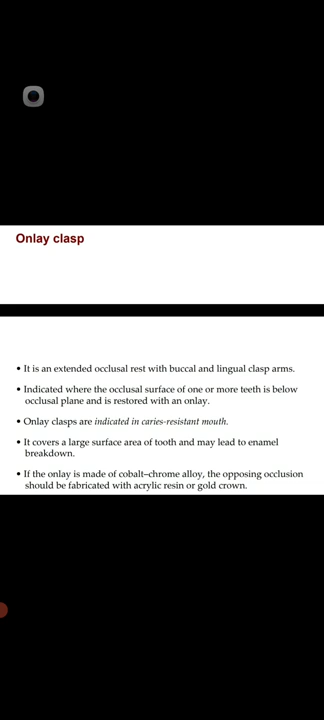 Onlay clasp
• It is an extended occlusal rest with buccal and lingual clasp arms.
• Indicated where the occlusal surface of one or more teeth is below
occlusal plane and is restored with an onlay.
• Onlay clasps are indicated in caries-resistant mouth.
• It covers a large surface area of tooth and may lead to enamel
breakdown.
• If the onlay is made of cobalt–chrome alloy, the opposing occlusion
should be fabricated with acrylic resin or gold crown.